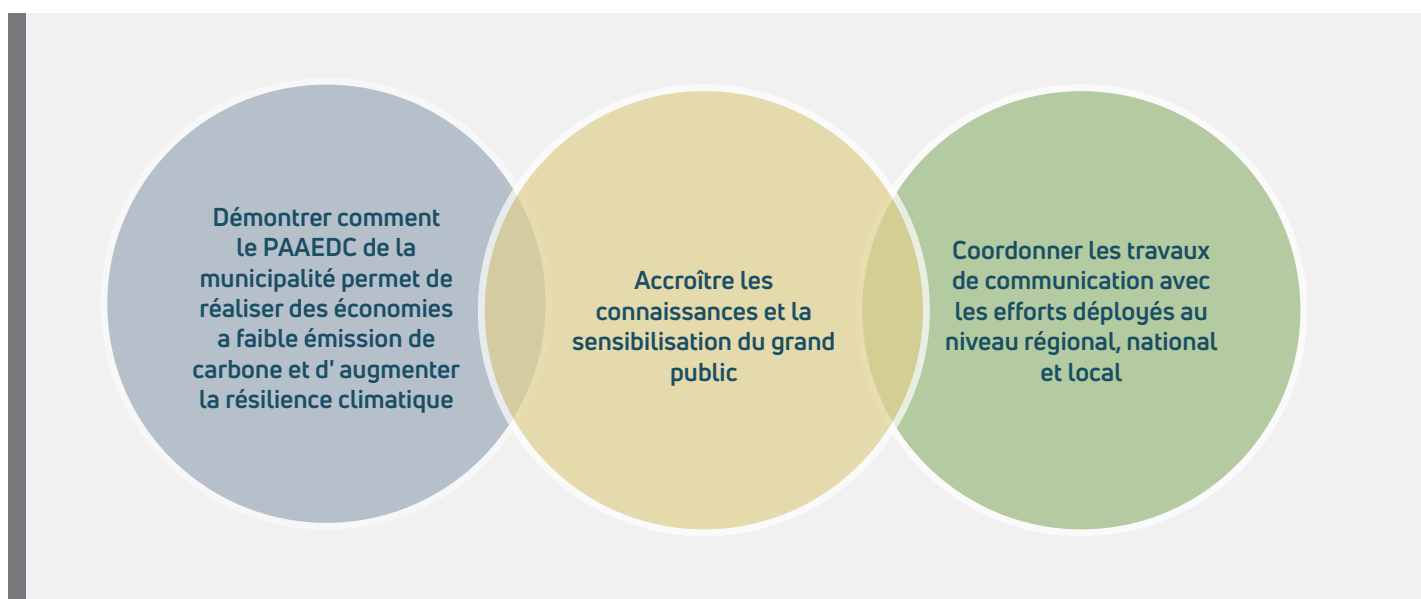 Démontrer comment
le PAAEDC de la
municipalité permet de
réaliser des économies
a faible émission de
carbone et d' augmenter
la résilience climatique
Accroître les
connaissances et la
sensibilisation du grand
public
Coordonner les travaux
de communication avec
les efforts déployés au
niveau régional, national
et local